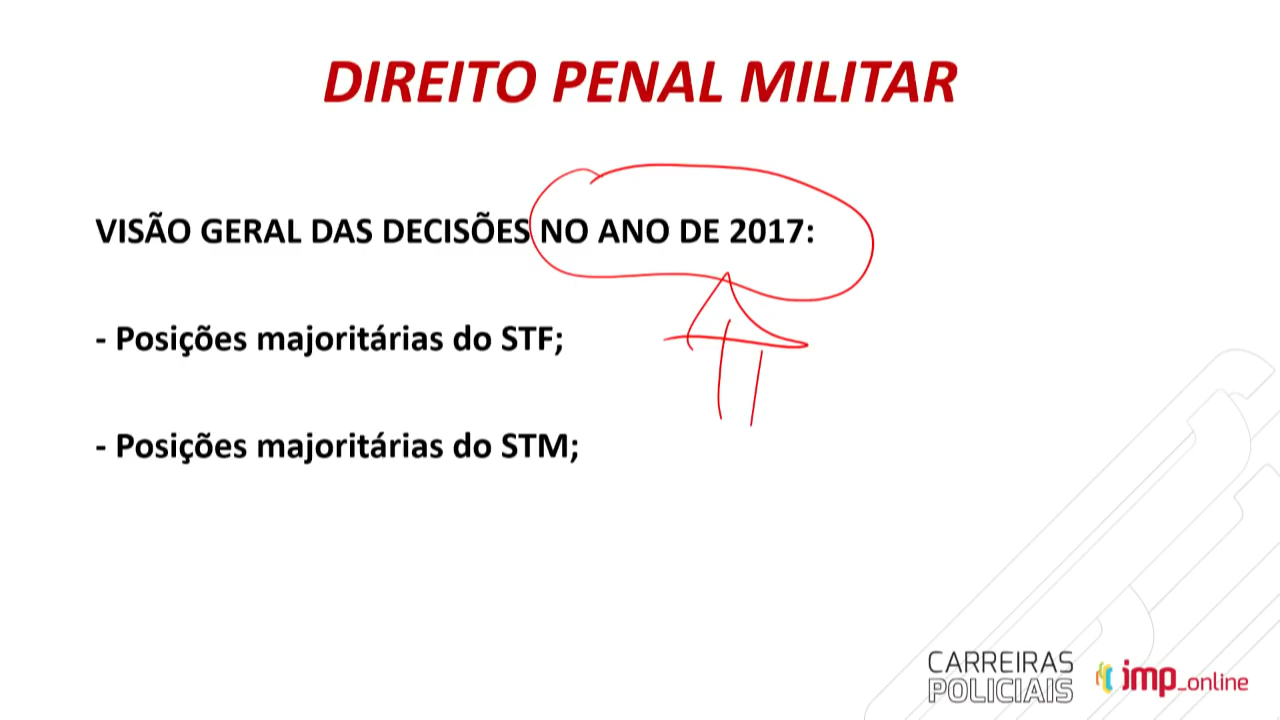 DIREITO PENAL MILITAR
VISÃO GERAL DAS DECISÕES NO ANO DE 2017:
- Posições majoritárias do STF;
- Posições majoritárias do STM;
CARREIRAS
POLICIAIS
imp_online